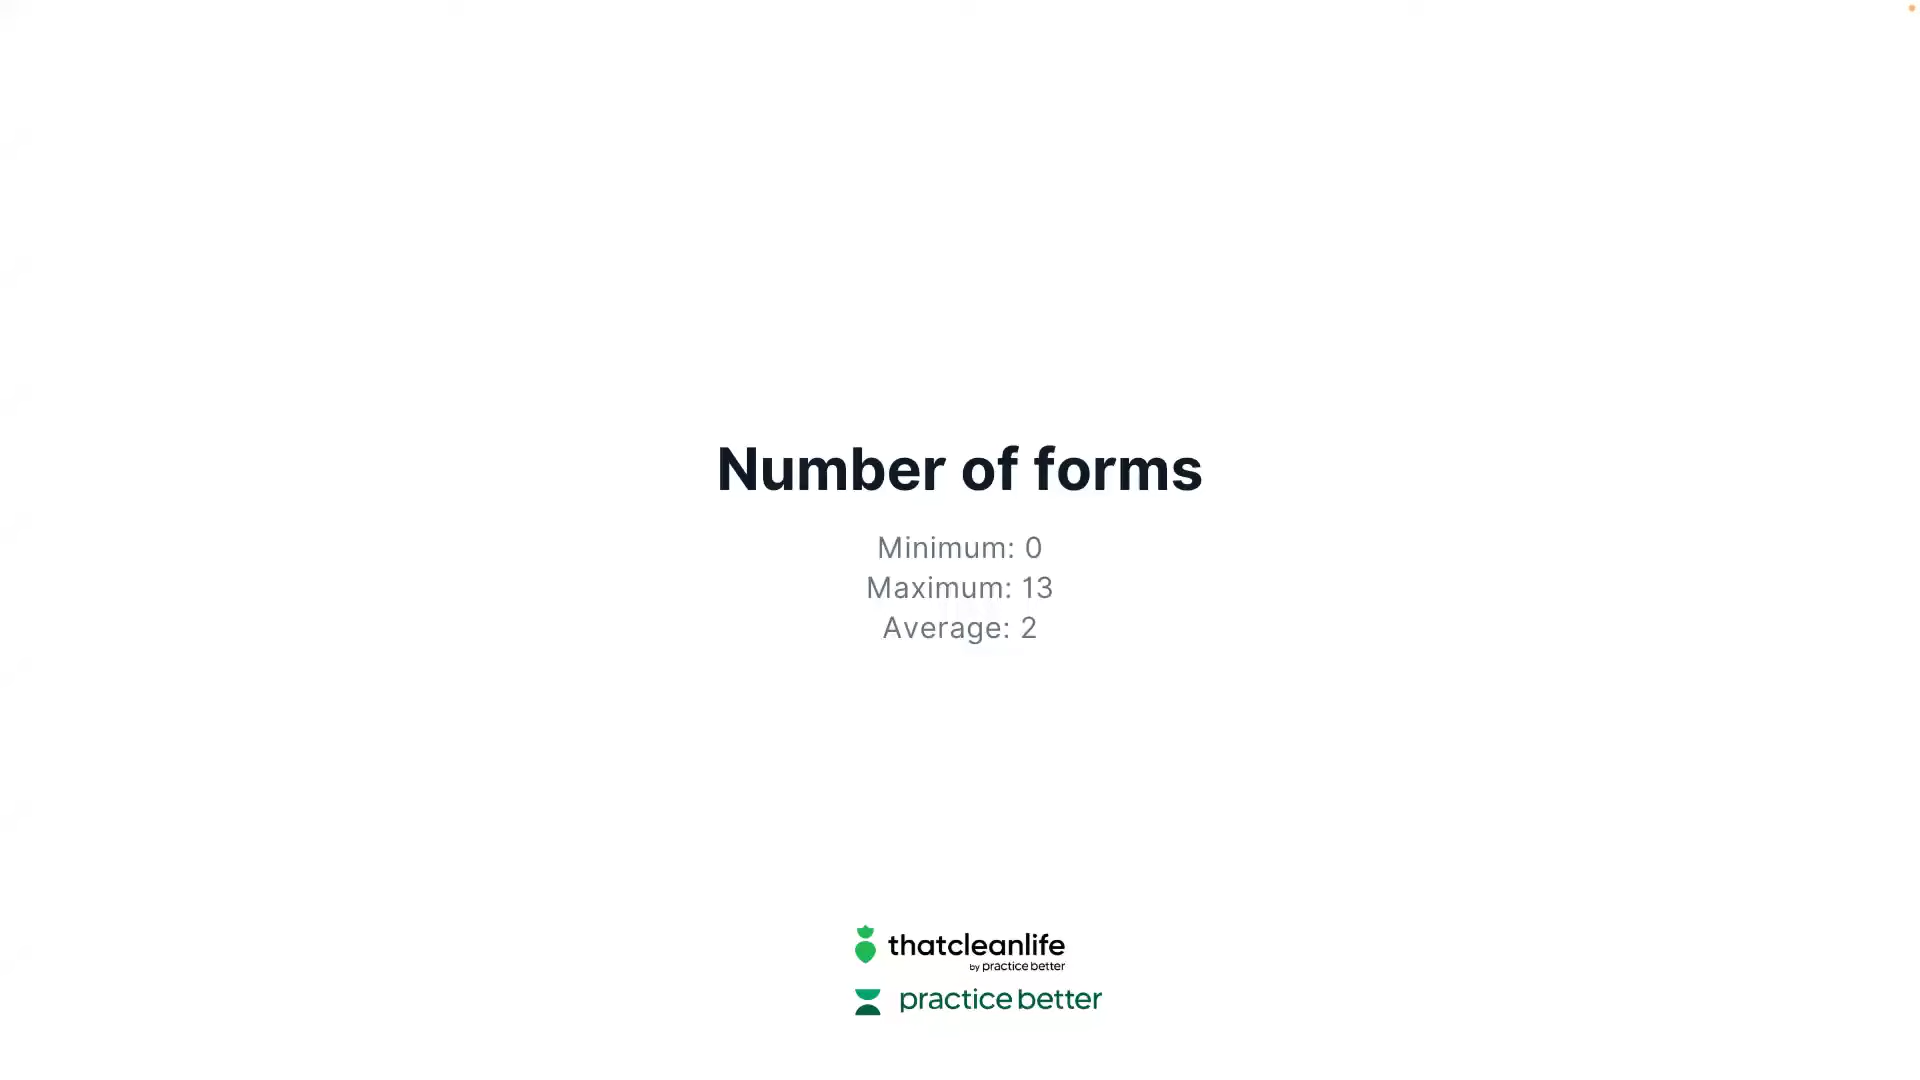 Number of forms
Minimum: 0
Maximum: 13
Average: 2
thatcleanlife
by practice better
practice better